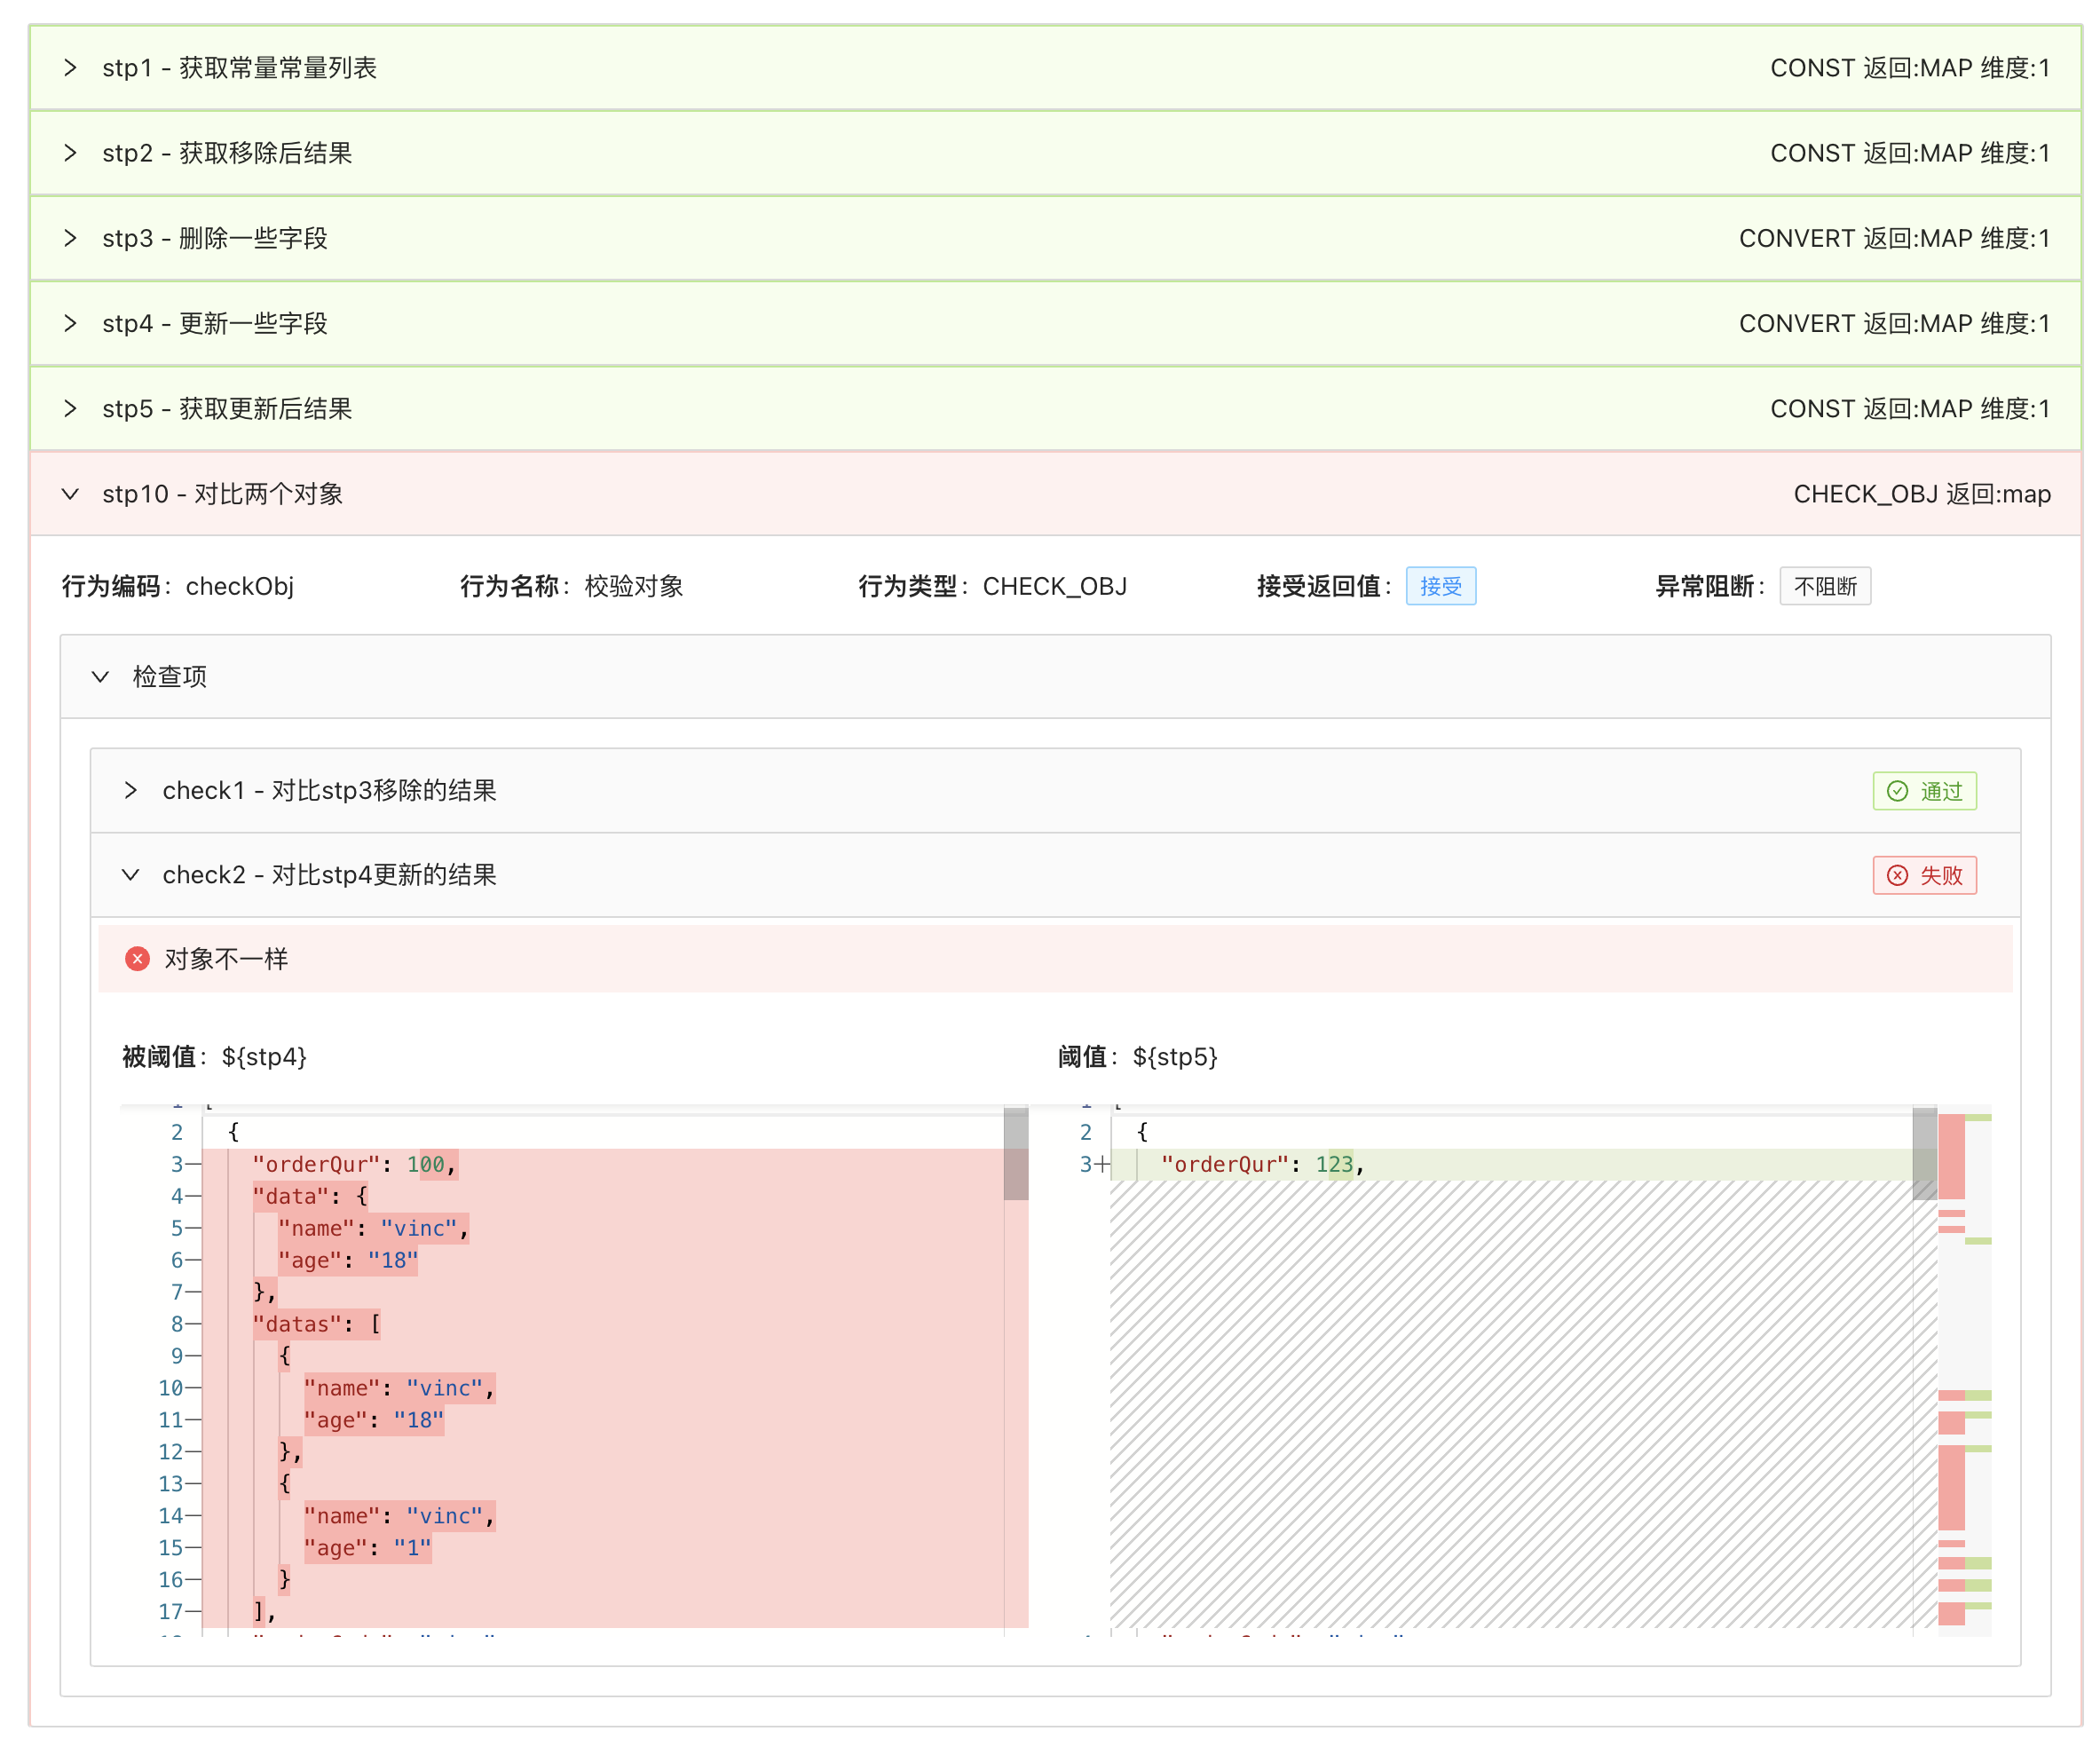 stp1 - 获取常量常量列表 CONST 返回:MAP 维度:1
stp2 - 获取移除后结果 CONST 返回:MAP 维度:1
stp3 - 删除一些字段 CONVERT 返回:MAP 维度:1
stp4 - 更新一些字段 CONVERT 返回:MAP 维度:1
stp5 - 获取更新后结果 CONST 返回:MAP 维度:1
stp10 - 对比两个对象 CHECK_OBJ 返回:map
行为编码: checkObj 行为名称: 校验对象 行为类型: CHECK_OBJ 接受返回值: 接受 异常阻断: 不阻断
检查项
check1 - 对比stp3移除的结果 通过
check2 - 对比stp4更新的结果 失败
对象不一样
被阈值: ${stp4} 阈值: ${stp5}
2 { 2 {
3— "orderQur": 100, 3+ "orderQur": 123,
4— "data": {
5— "name": "vinc",
6— "age": "18"
7— },
8— "datas": [
9— {
10— "name": "vinc",
11— "age": "18"
12— },
13— {
14— "name": "vinc",
15— "age": "1"
16— }
17— ],